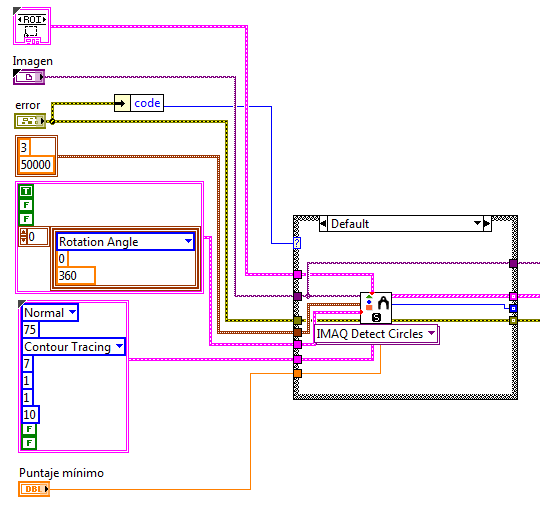 ROI
Imagen
error
code
3
50000
T
F
F
0
Rotation Angle
0
360
Default
?
S
IMAQ Detect Circles
Normal
75
Contour Tracing
7
1
1
10
F
F
Puntaje mínimo
DBL